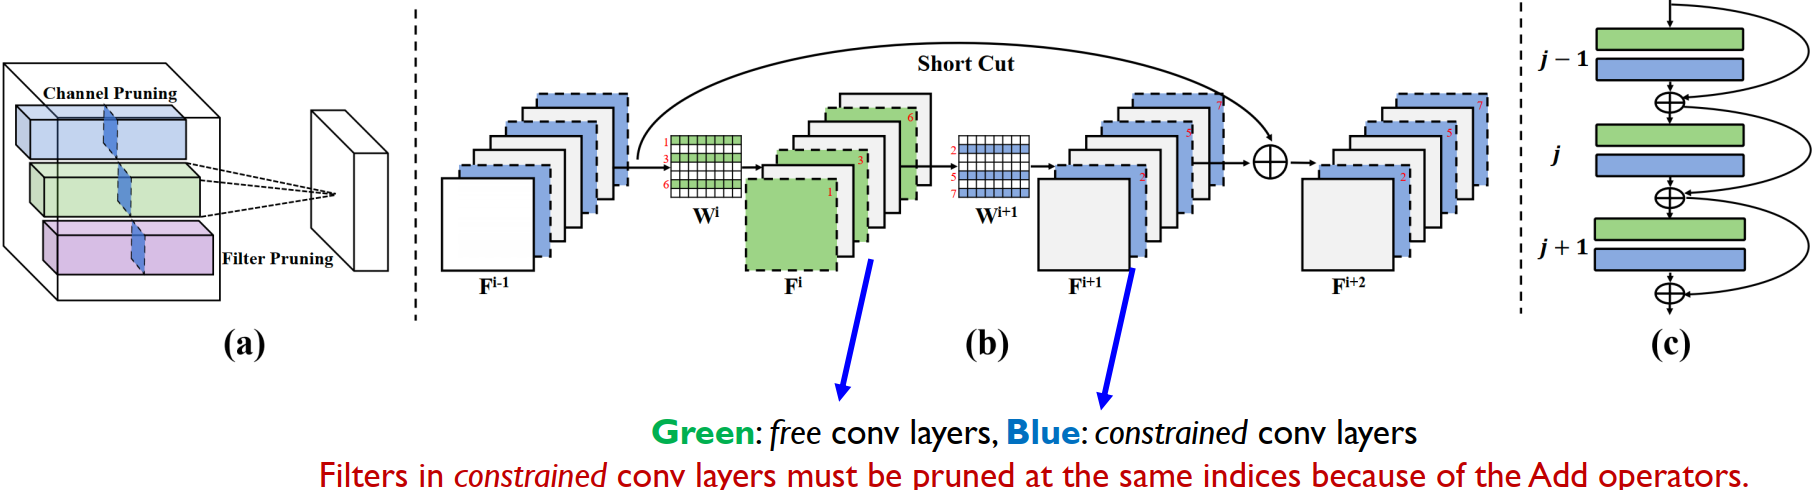 Channel Pruning
Filter Pruning
(a)
Short Cut
F^{i-1}
1
3
6
W^i
1
3
6
F^i
2
5
7
W^{i+1}
2
5
7
F^{i+1}
2
5
7
F^{i+2}
(b)
j − 1
j
j + 1
(c)
Green: free conv layers, Blue: constrained conv layers
Filters in constrained conv layers must be pruned at the same indices because of the Add operators.